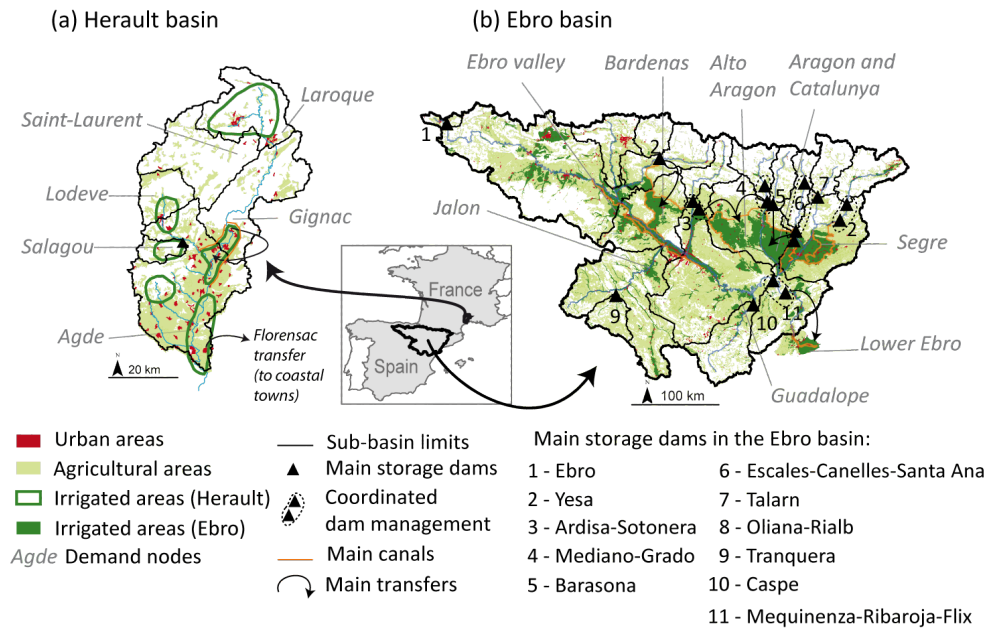 (a) Herault basin
(b) Ebro basin
Laroque
Saint-Laurent
Lodeve
Gignac
Salagou
Agde
Florensac
transfer
(to coastal
towns)
N
20 km
France
Spain
Ebro valley
Bardenas
Alto
Aragon
Aragon and
Catalunya
Jalon
Segre
Lower Ebro
Guadalope
1
2
3
4
5
6
7
2
9
10
11
N
100 km
Urban areas
Agricultural areas
Irrigated areas (Herault)
Irrigated areas (Ebro)
Agde Demand nodes
Sub-basin limits
Main storage dams
Coordinated
dam management
Main canals
Main transfers
Main storage dams in the Ebro basin:
1 - Ebro
2 - Yesa
3 - Ardisa-Sotonera
4 - Mediano-Grado
5 - Barasona
6 - Escales-Canelles-Santa Ana
7 - Talarn
8 - Oliana-Rialb
9 - Tranquera
10 - Caspe
11 - Mequinenza-Ribaroja-Flix